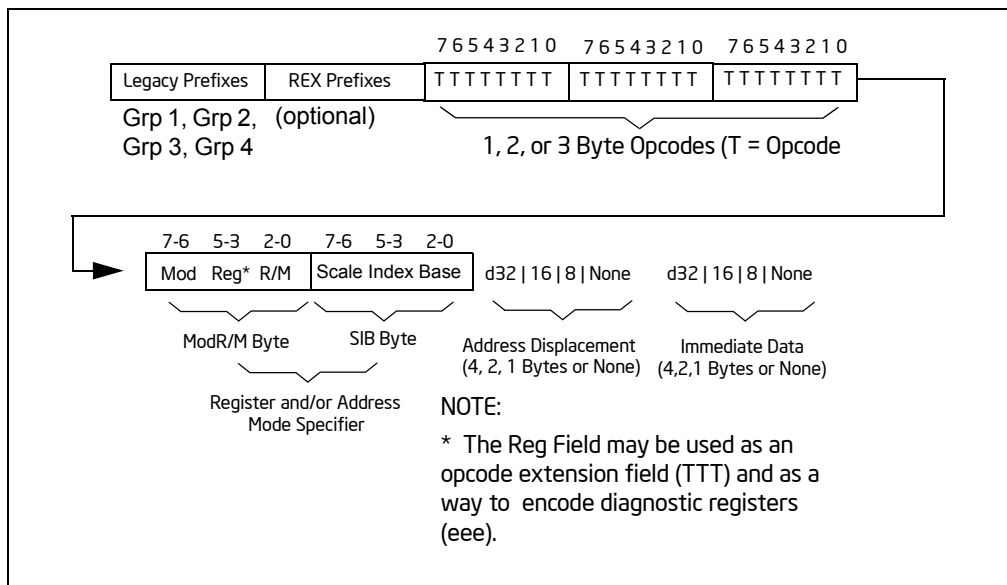 7 6 5 4 3 2 1 0 7 6 5 4 3 2 1 0 7 6 5 4 3 2 1 0
Legacy Prefixes REX Prefixes T T T T T T T T T T T T T T T T T T T T T T T T
Grp 1, Grp 2, (optional)
Grp 3, Grp 4
1, 2, or 3 Byte Opcodes (T = Opcode
7-6 5-3 2-0 7-6 5-3 2-0
Mod Reg* R/M Scale Index Base d32 | 16 | 8 | None d32 | 16 | 8 | None
ModR/M Byte SIB Byte Address Displacement Immediate Data
(4, 2, 1 Bytes or None) (4,2,1 Bytes or None)
Register and/or Address
Mode Specifier
NOTE:
* The Reg Field may be used as an
opcode extension field (TTT) and as a
way to encode diagnostic registers
(eee).